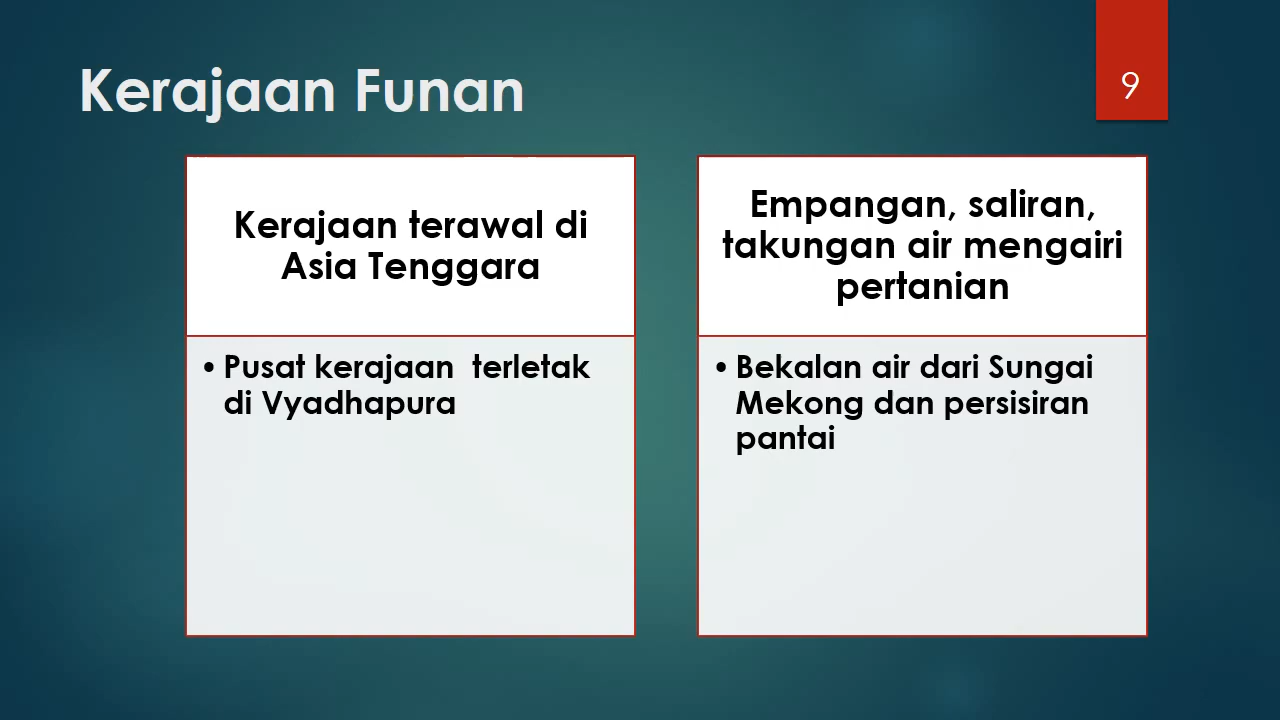 Kerajaan Funan
9
Kerajaan terawal di
Asia Tenggara
• Pusat kerajaan  terletak
di Vyadhapura
Empangan, saliran,
takungan air mengairi
pertanian
• Bekalan air dari Sungai
Mekong dan persisiran
pantai